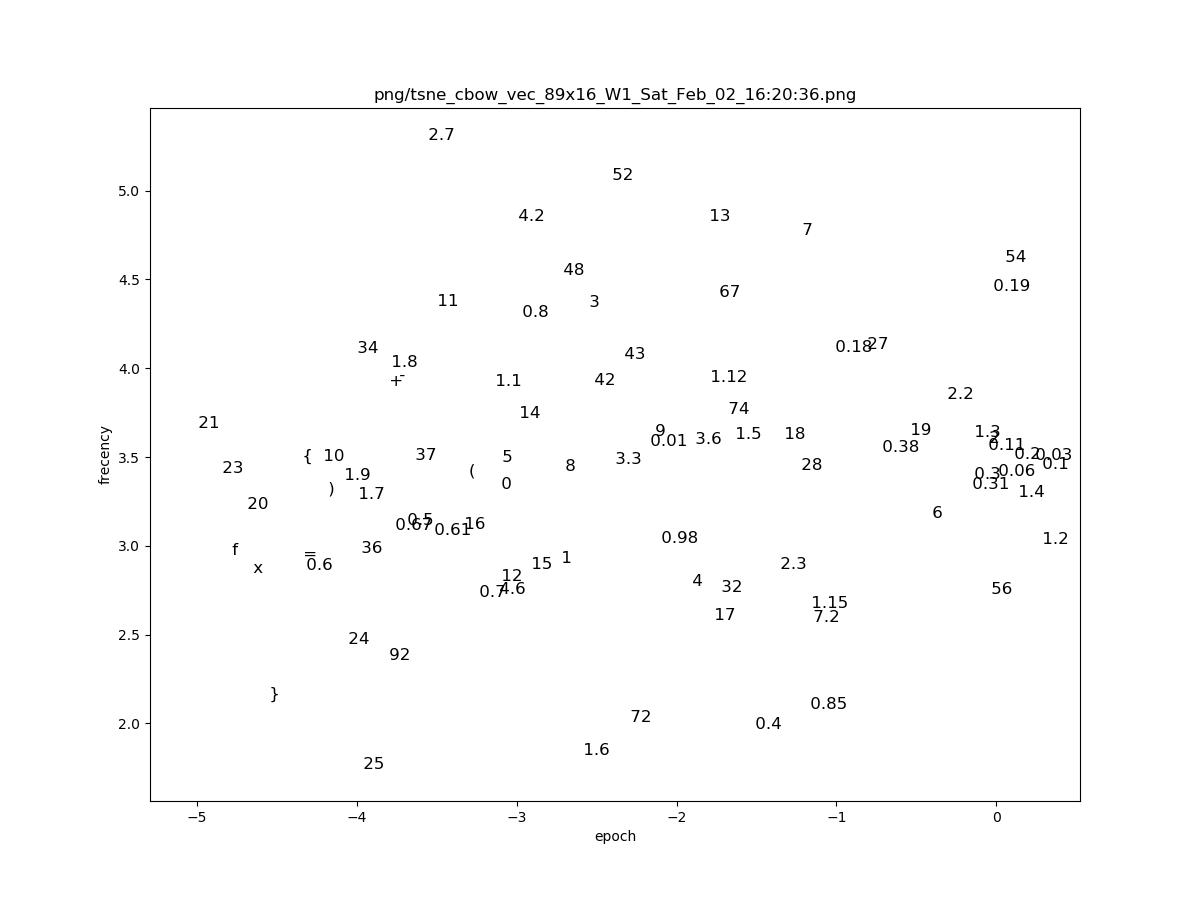 png/tsne_cbow_vec_89x16_W1_Sat_Feb_02_16:20:36.png
2.7
52
4.2 13
7
54
48
0.19
67
11 3
0.8
5.0
4.5
4.0
3.5
3.0
2.5
2.0
frecency
34 43 0.18 27
1.8
+ -
1.1 42 1.12
2.2
14 74
21
9 0.01 3.6 1.5 18 19 1.3 2
0.38 0.11
{ 10 37 5 3.3 0.2 0.03
23 8 28 0.1
1.9 ( 0.3 0.06
) 1.7 0 0.31 1.4
20
0.67 0.5 0.61 16 6
0.98 1.2
f 36
= 1
x 0.6 15 2.3
12 4
0.7 4.6 32 56
1.15
17 7.2
24
92
}
0.85
72 0.4
1.6
25
−5 −4 −3 −2 −1 0
epoch